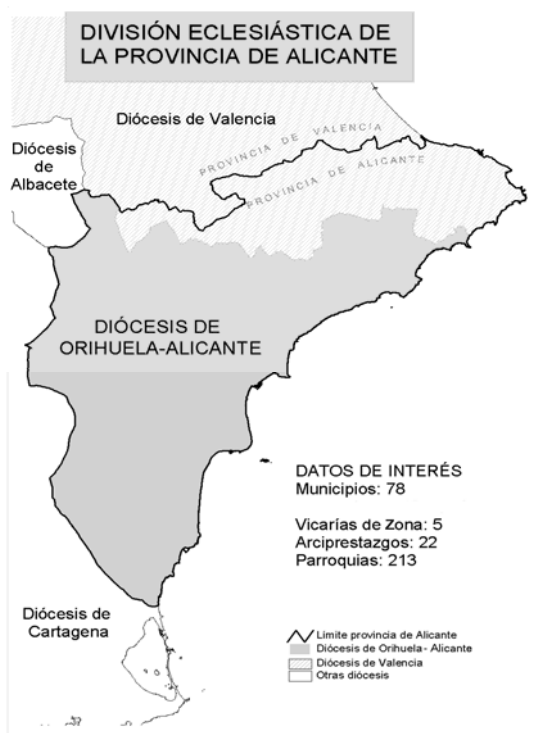 DIVISIÓN ECLESIÁSTICA DE
LA PROVINCIA DE ALICANTE
Diócesis de Valencia
Diócesis
de
Albacete
PROVINCIA DE VALENCIA
PROVINCIA DE ALICANTE
DIÓCESIS DE
ORIHUELA-ALICANTE
DATOS DE INTERÉS
Municipios: 78
Vicarías de Zona: 5
Arciprestazgos: 22
Parroquias: 213
Diócesis de
Cartagena
Limite provincia de Alicante
Diócesis de Orihuela- Alicante
Diócesis de Valencia
Otras diócesis